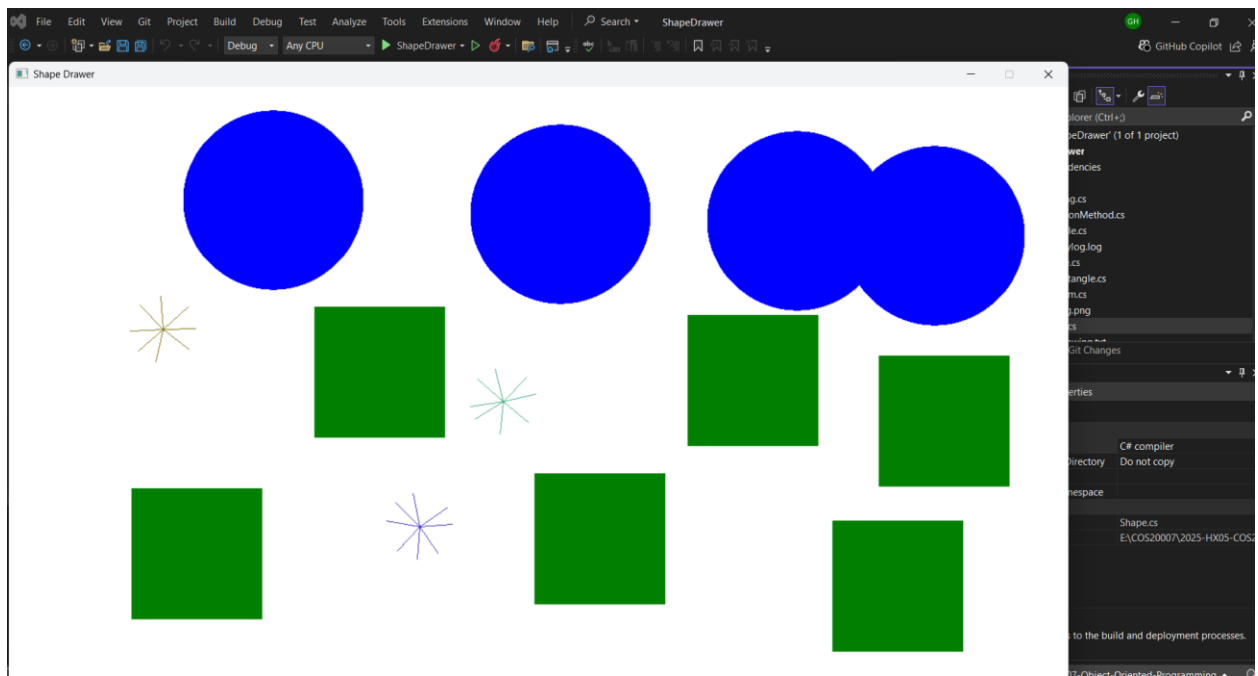 File Edit View Git Project Build Debug Test Analyze Tools Extensions Window Help Search ShapeDrawer GH
Debug Any CPU ShapeDrawer GitHub Copilot
Shape Drawer
plorer (Ctrl+;)
peDrawer' (1 of 1 project)
wer
dencies
g.cs
onMethod.cs
le.cs
ylog.log
e.cs
tangle.cs
m.cs
g.png
cs
Git Changes
erties
C# compiler
Directory Do not copy
mespace
Shape.cs
E:\COS20007\2025-HX05-COS2
s to the build and deployment processes.
07-Object-Oriented-Programming